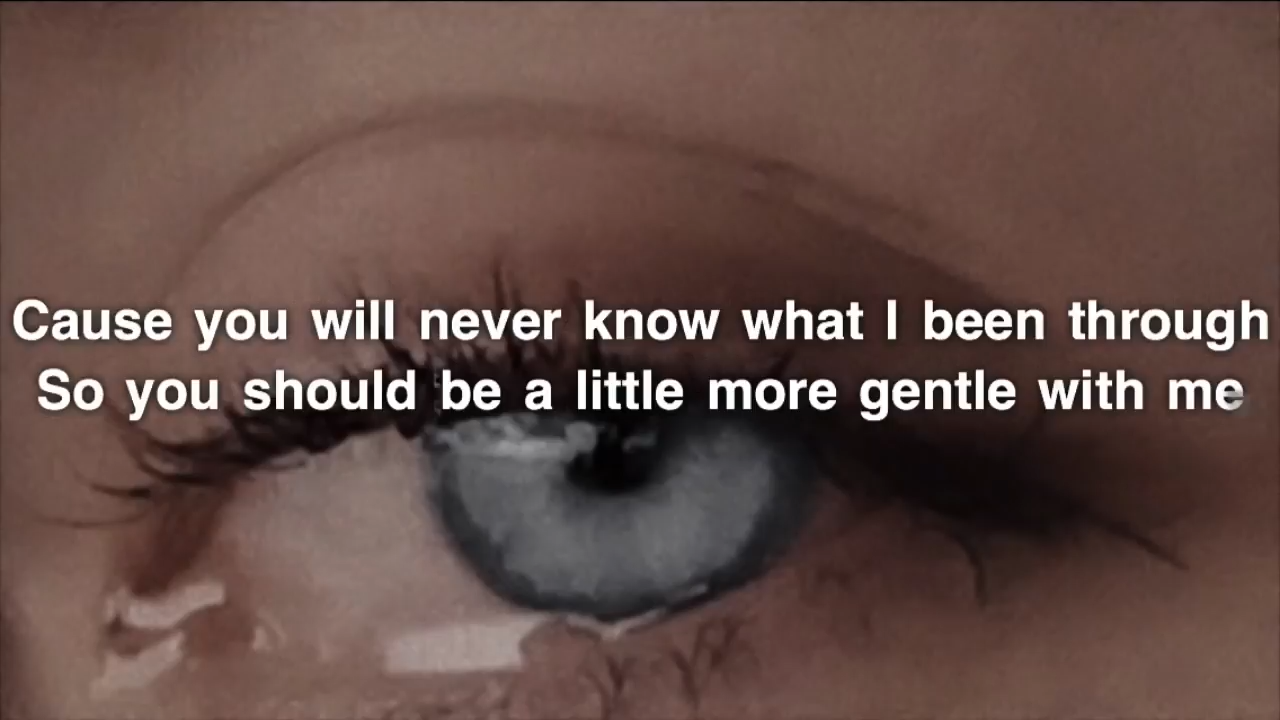 Cause you will never know what I been through
So you should be a little more gentle with me